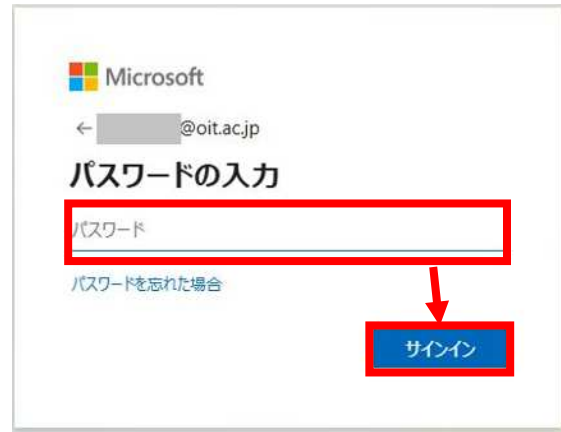 Microsoft
← @oit.ac.jp
パスワードの入力
パスワード
パスワードを忘れた場合
サインイン